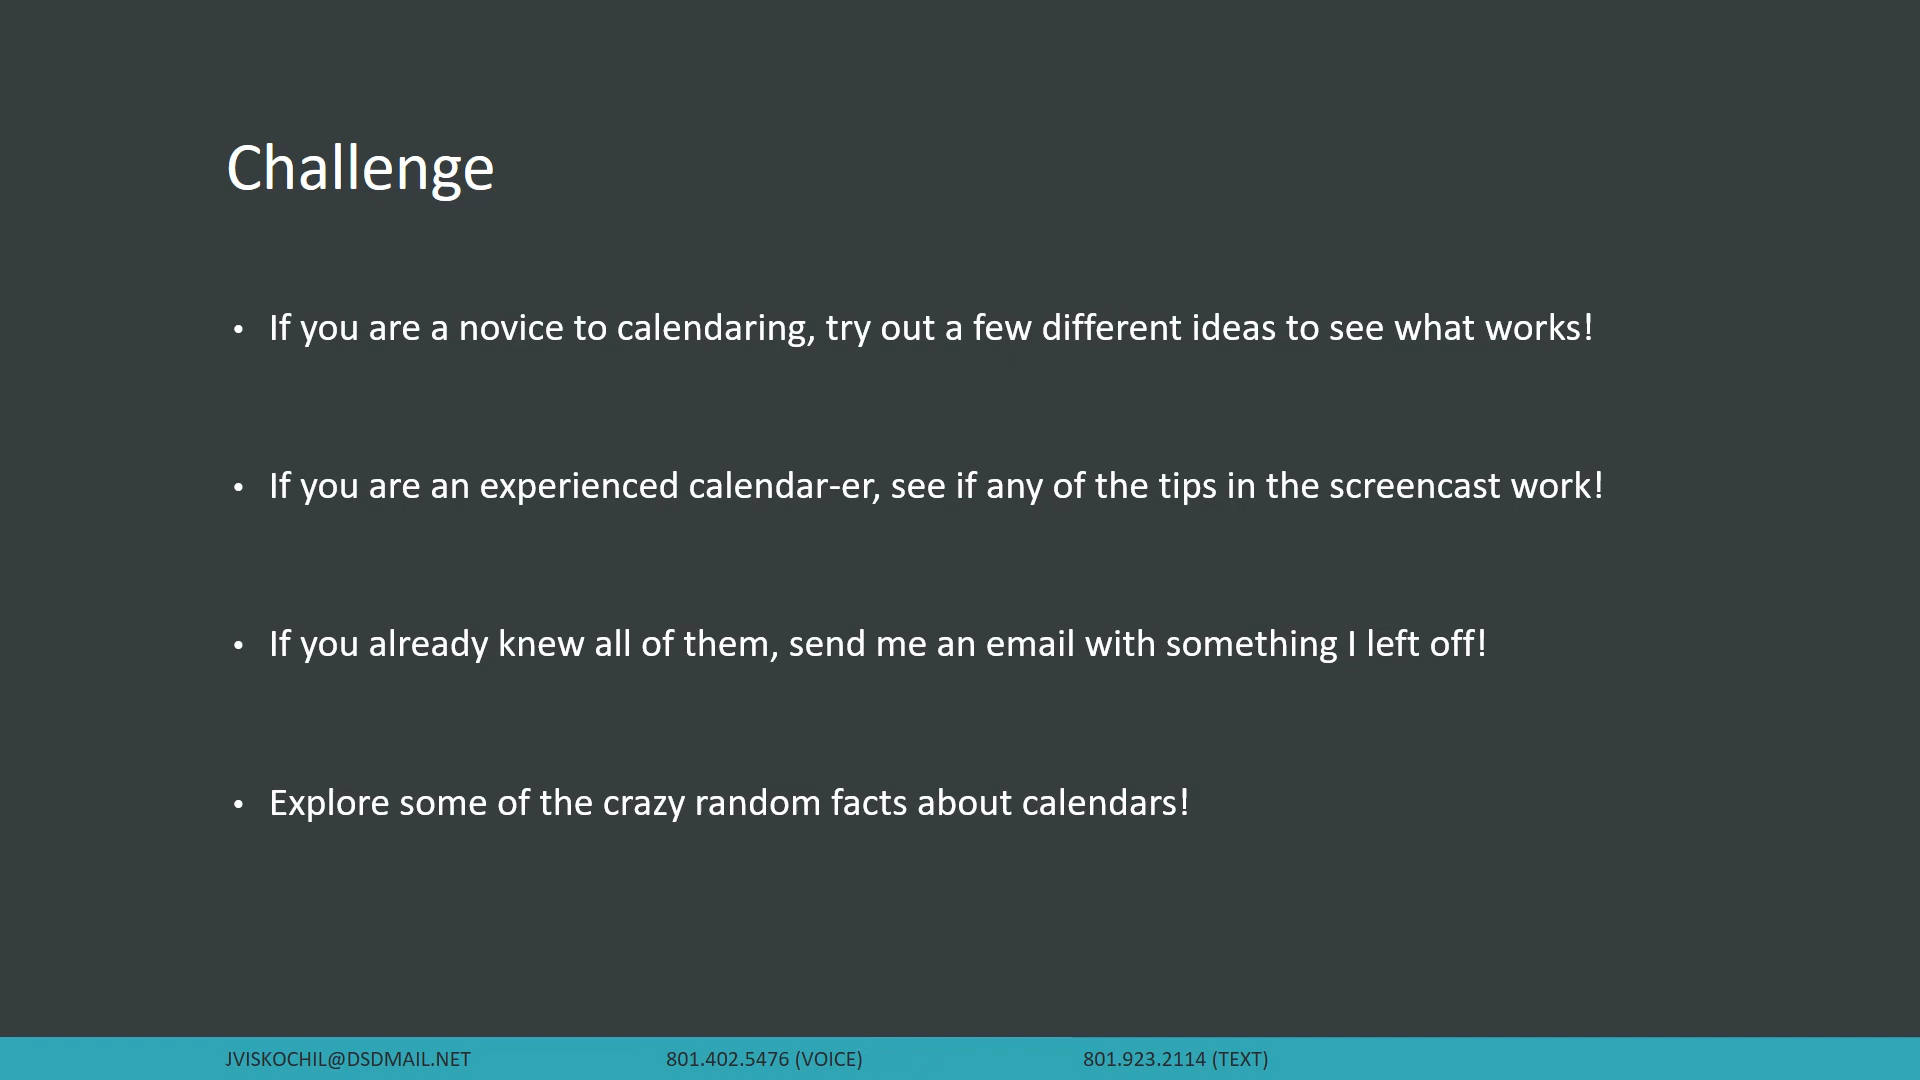 Challenge
• If you are a novice to calendaring, try out a few different ideas to see what works!
• If you are an experienced calendar-er, see if any of the tips in the screencast work!
• If you already knew all of them, send me an email with something I left off!
• Explore some of the crazy random facts about calendars!
JVISKOCHIL@DSDMAIL.NET 801.402.5476 (VOICE) 801.923.2114 (TEXT)